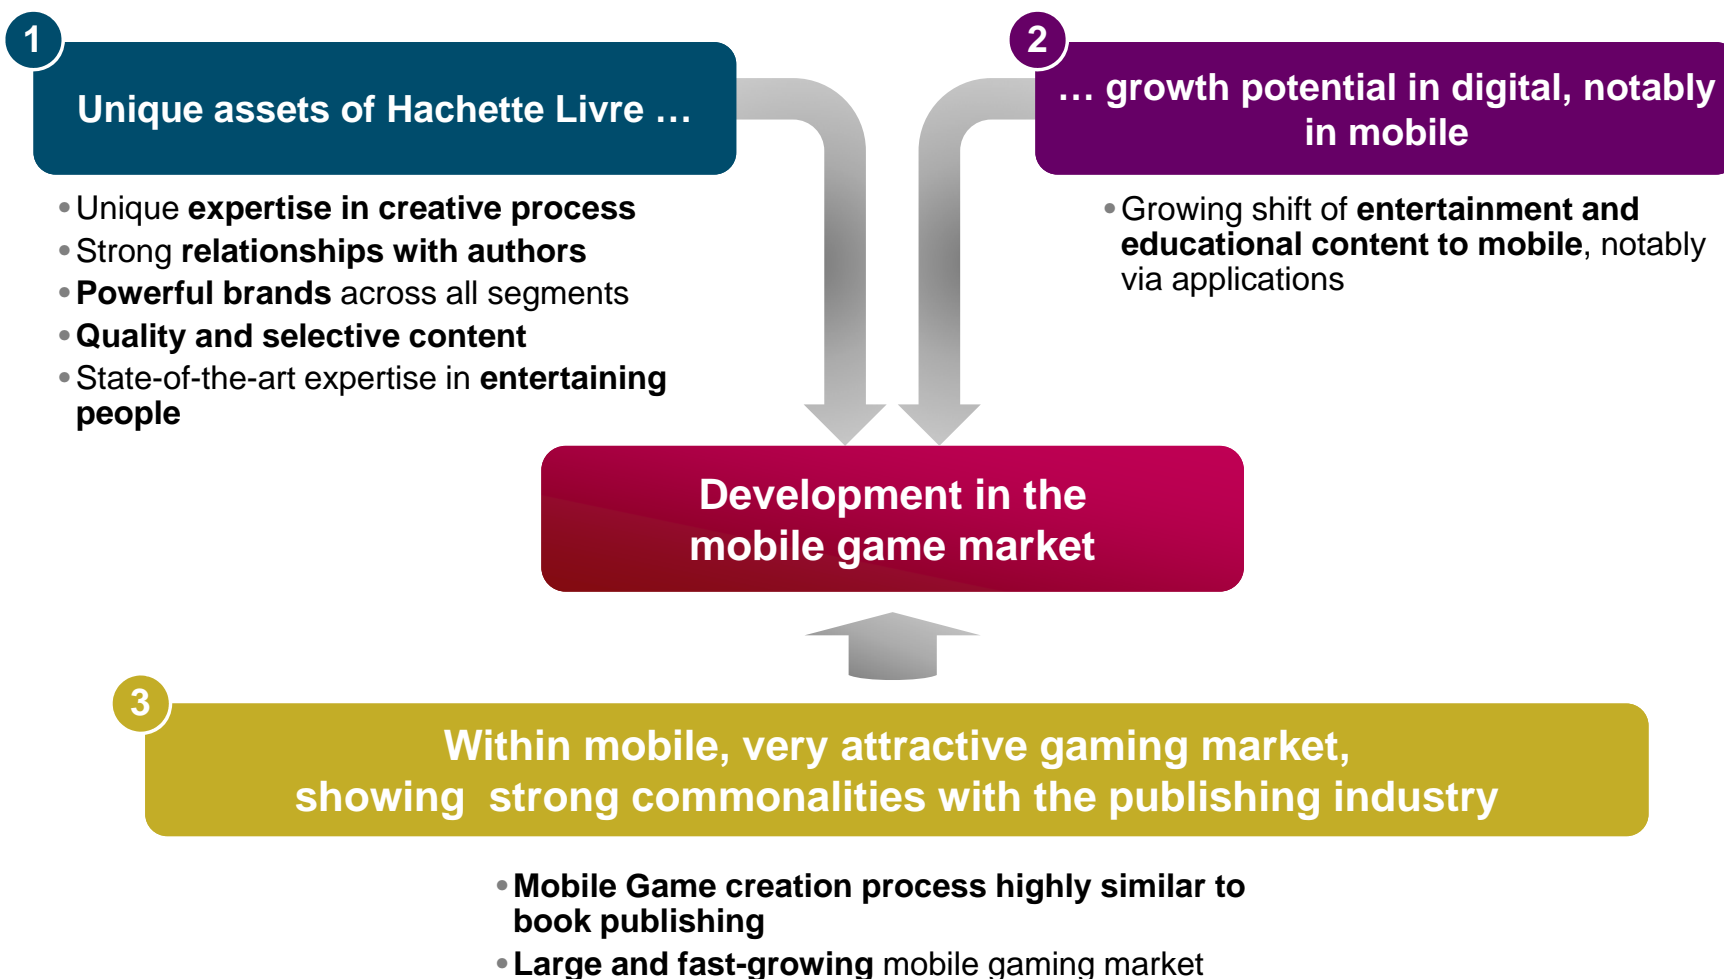 1
Unique assets of Hachette Livre …
•Unique expertise in creative process
•Strong relationships with authors
•Powerful brands across all segments
•Quality and selective content
•State-of-the-art expertise in entertaining
people
2
… growth potential in digital, notably
in mobile
•Growing shift of entertainment and
educational content to mobile, notably
via applications
Development in the
mobile game market
3
Within mobile, very attractive gaming market,
showing  strong commonalities with the publishing industry
•Mobile Game creation process highly similar to
book publishing
•Large and fast-growing mobile gaming market